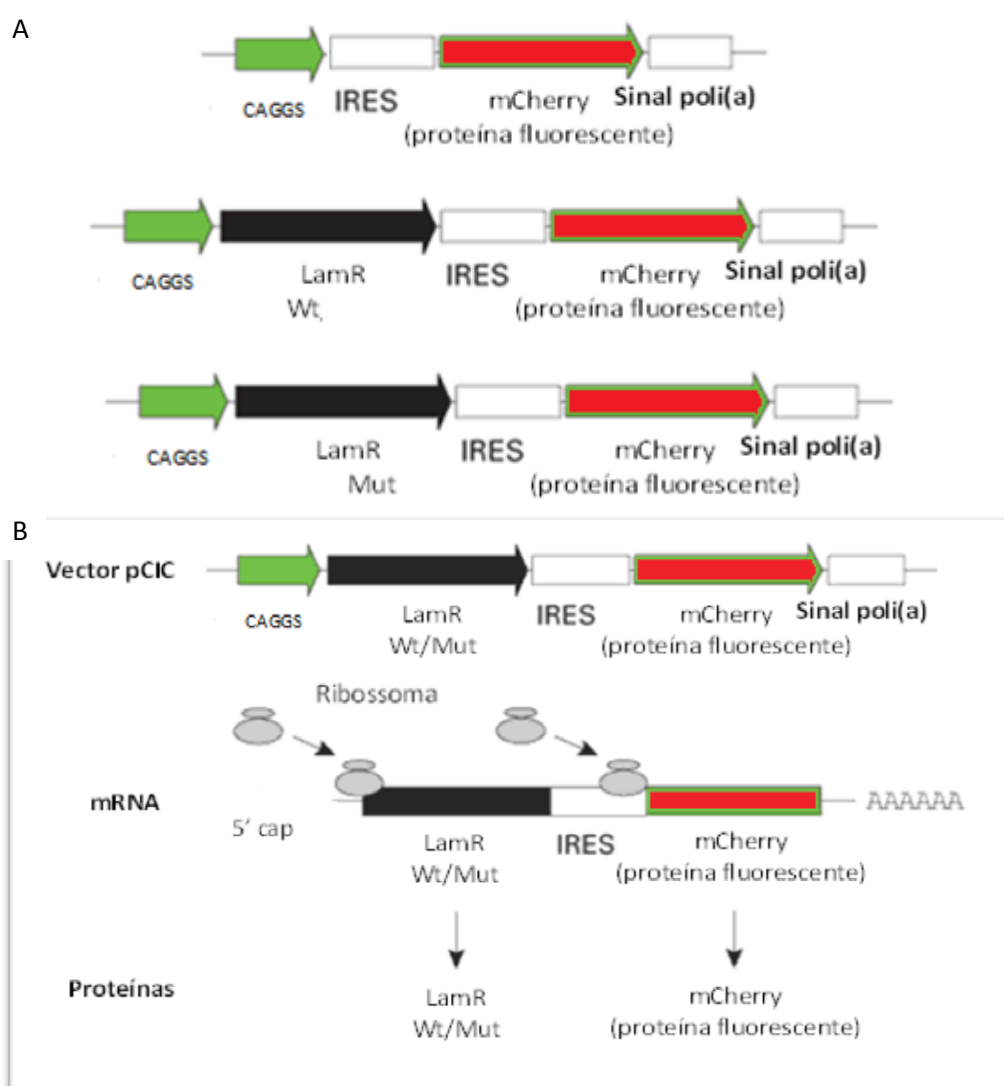 A
CAGGS IRES mCherry Sinal poli(a)
(proteína fluorescente)
CAGGS LamR IRES mCherry Sinal poli(a)
Wt, (proteína fluorescente)
CAGGS LamR IRES mCherry Sinal poli(a)
Mut (proteína fluorescente)
B
Vector pCIC
CAGGS LamR IRES mCherry Sinal poli(a)
Wt/Mut (proteína fluorescente)
Ribossoma
mRNA AAAAAA
5' cap LamR IRES mCherry
Wt/Mut (proteína fluorescente)
Proteínas LamR mCherry
Wt/Mut (proteína fluorescente)